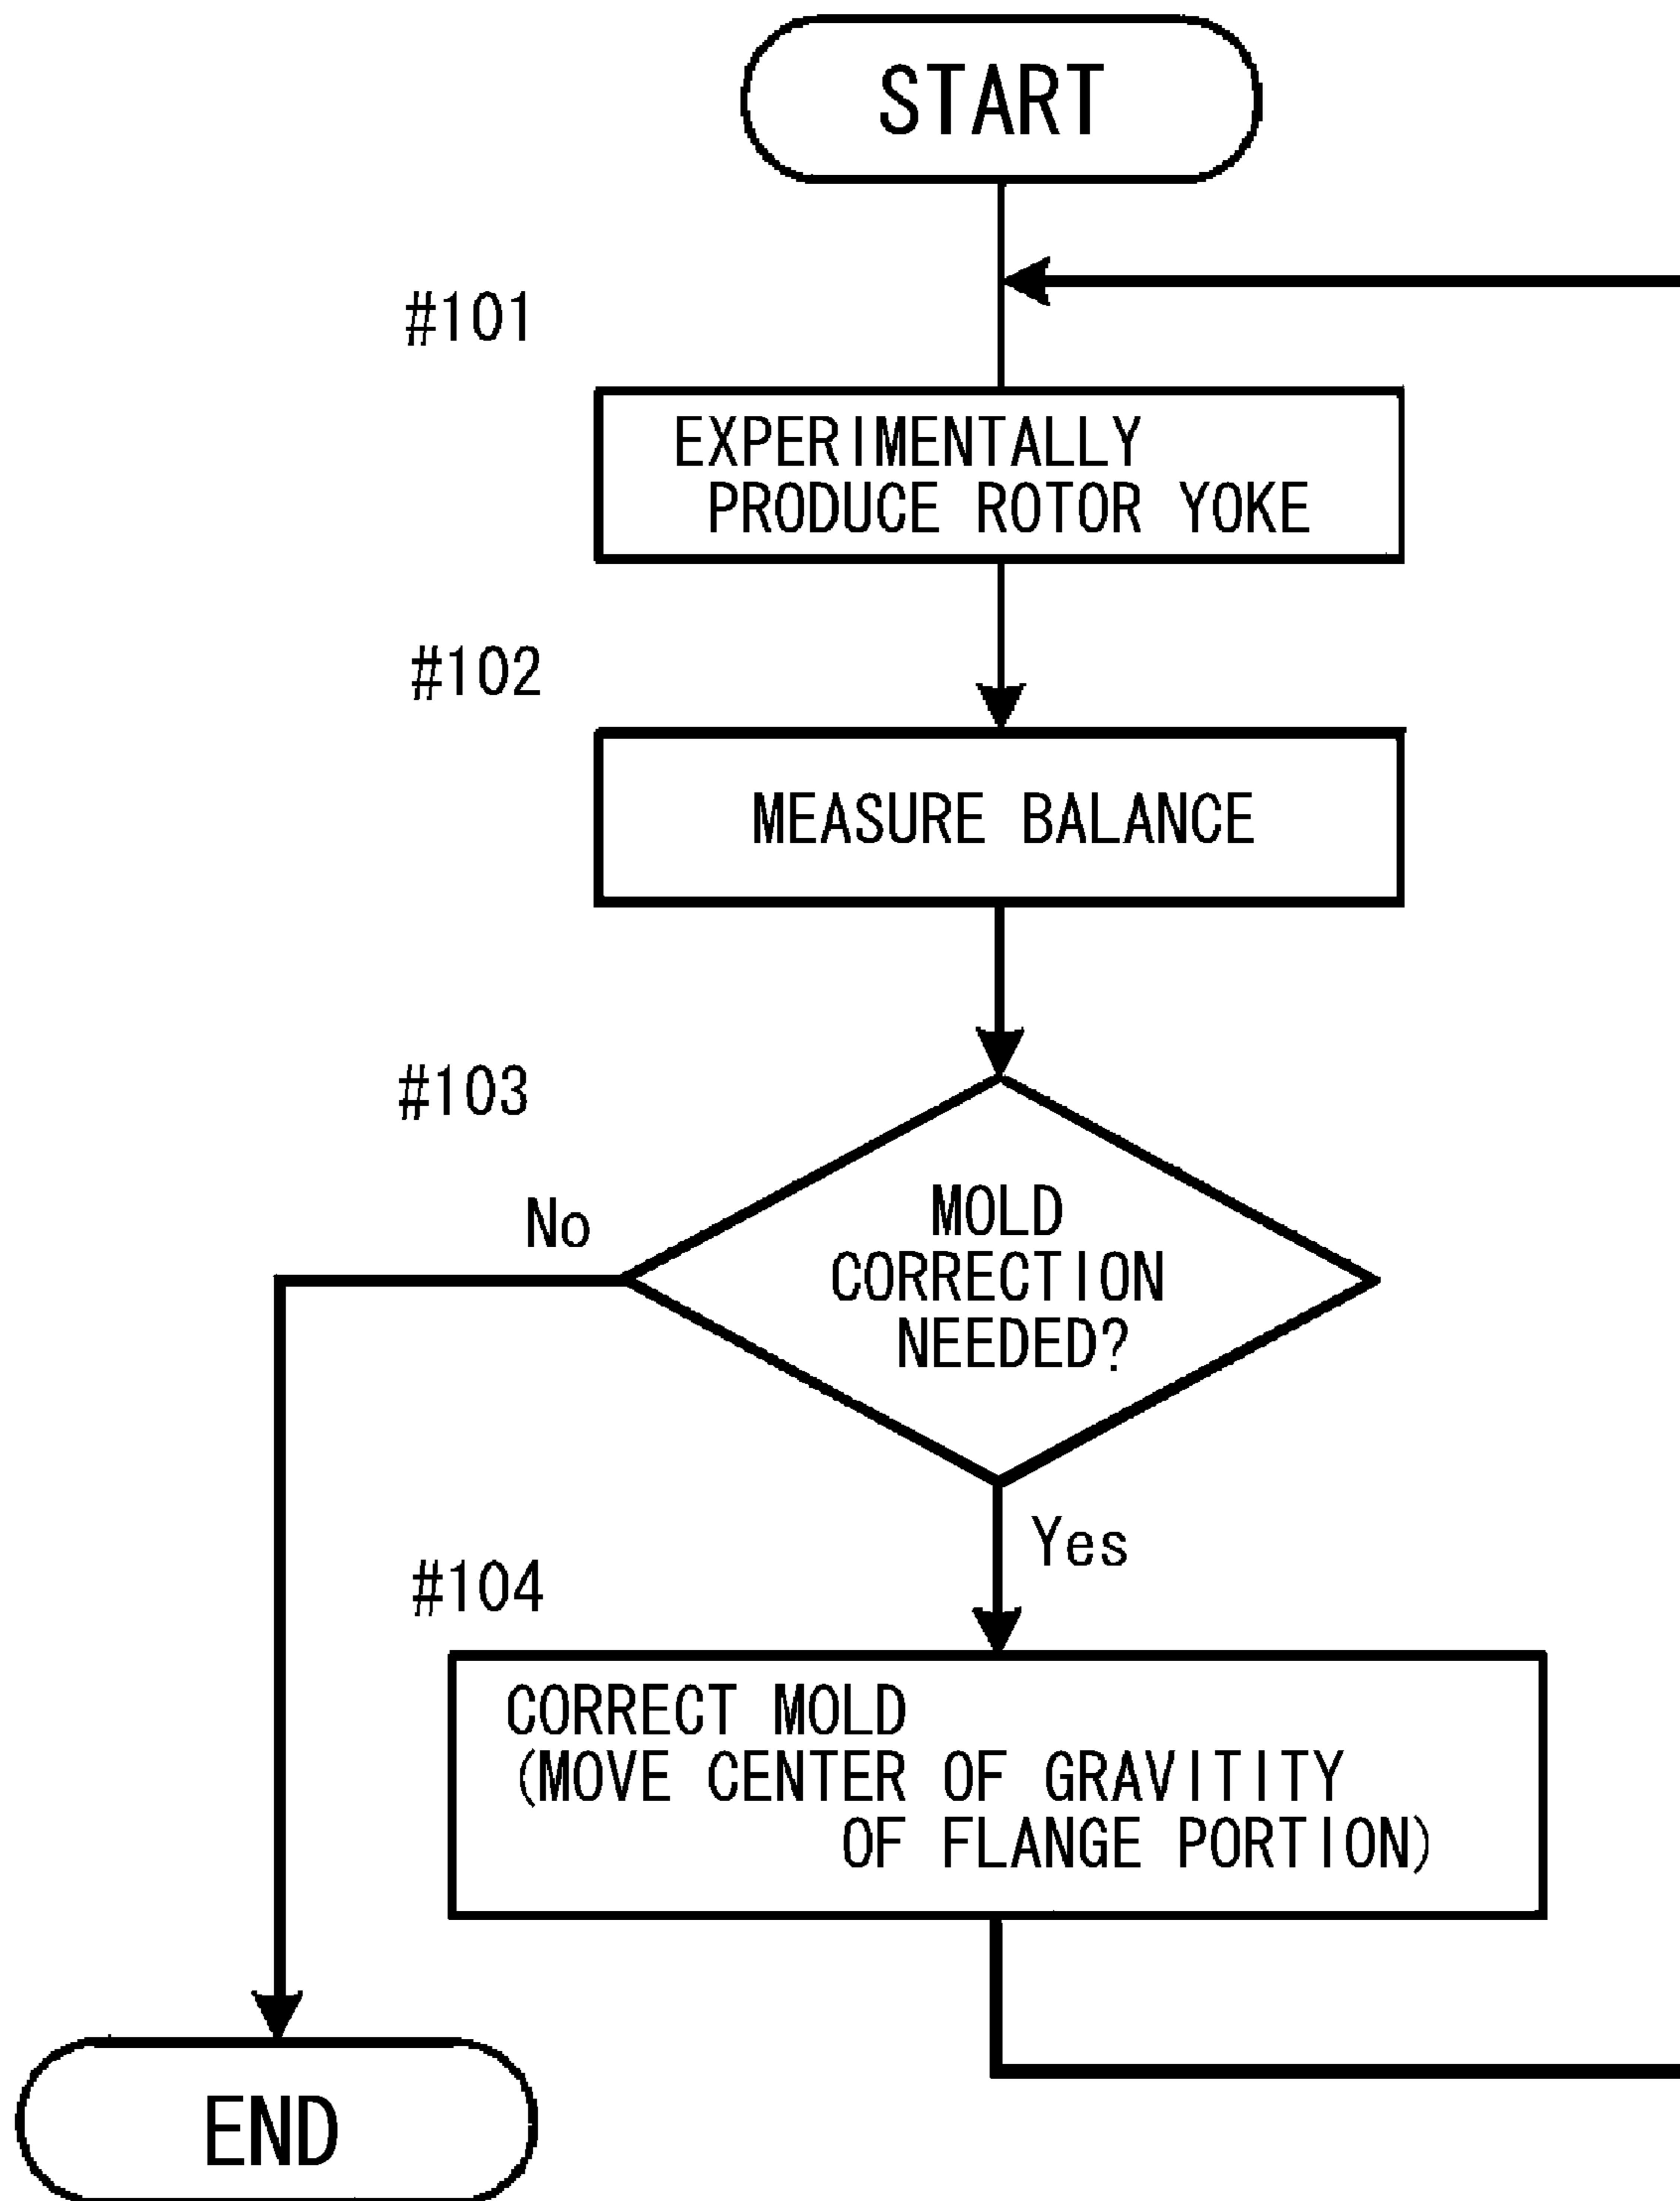 START
#101
EXPERIMENTALLY
PRODUCE ROTOR YOKE
#102
MEASURE BALANCE
#103
No
MOLD
CORRECTION
NEEDED?
Yes
#104
CORRECT MOLD
(MOVE CENTER OF GRAVITITY
OF FLANGE PORTION)
END